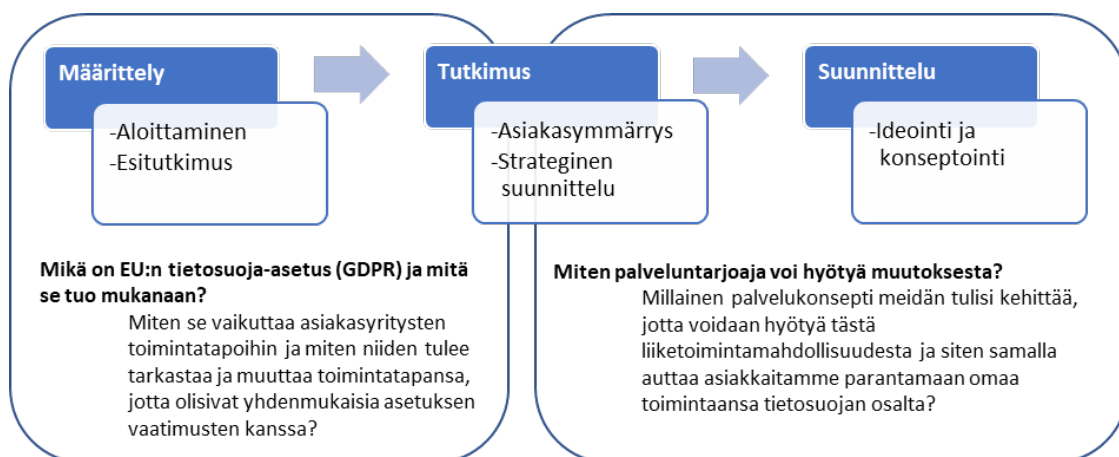 Määrittely
-Aloittaminen
-Esitutkimus
Tutkimus
-Asiakasymmärrys
-Strateginen
suunnittelu
Suunnittelu
-Ideointi ja
konseptointi
Mikä on EU:n tietosuoja-asetus (GDPR) ja mitä
se tuo mukanaan?
Miten se vaikuttaa asiakasyritysten
toimintatapoihin ja miten niiden tulee
tarkastaa ja muuttaa toimintatapansa,
jotta olisivat yhdenmukaisia asetuksen
vaatimusten kanssa?
Miten palveluntarjoaja voi hyötyä muutoksesta?
Millainen palvelukonsepti meidän tulisi kehittää,
jotta voidaan hyötyä tästä
liiketoimintamahdollisuudesta ja siten samalla
auttaa asiakkaitamme parantamaan omaa
toimintaansa tietosuojan osalta?